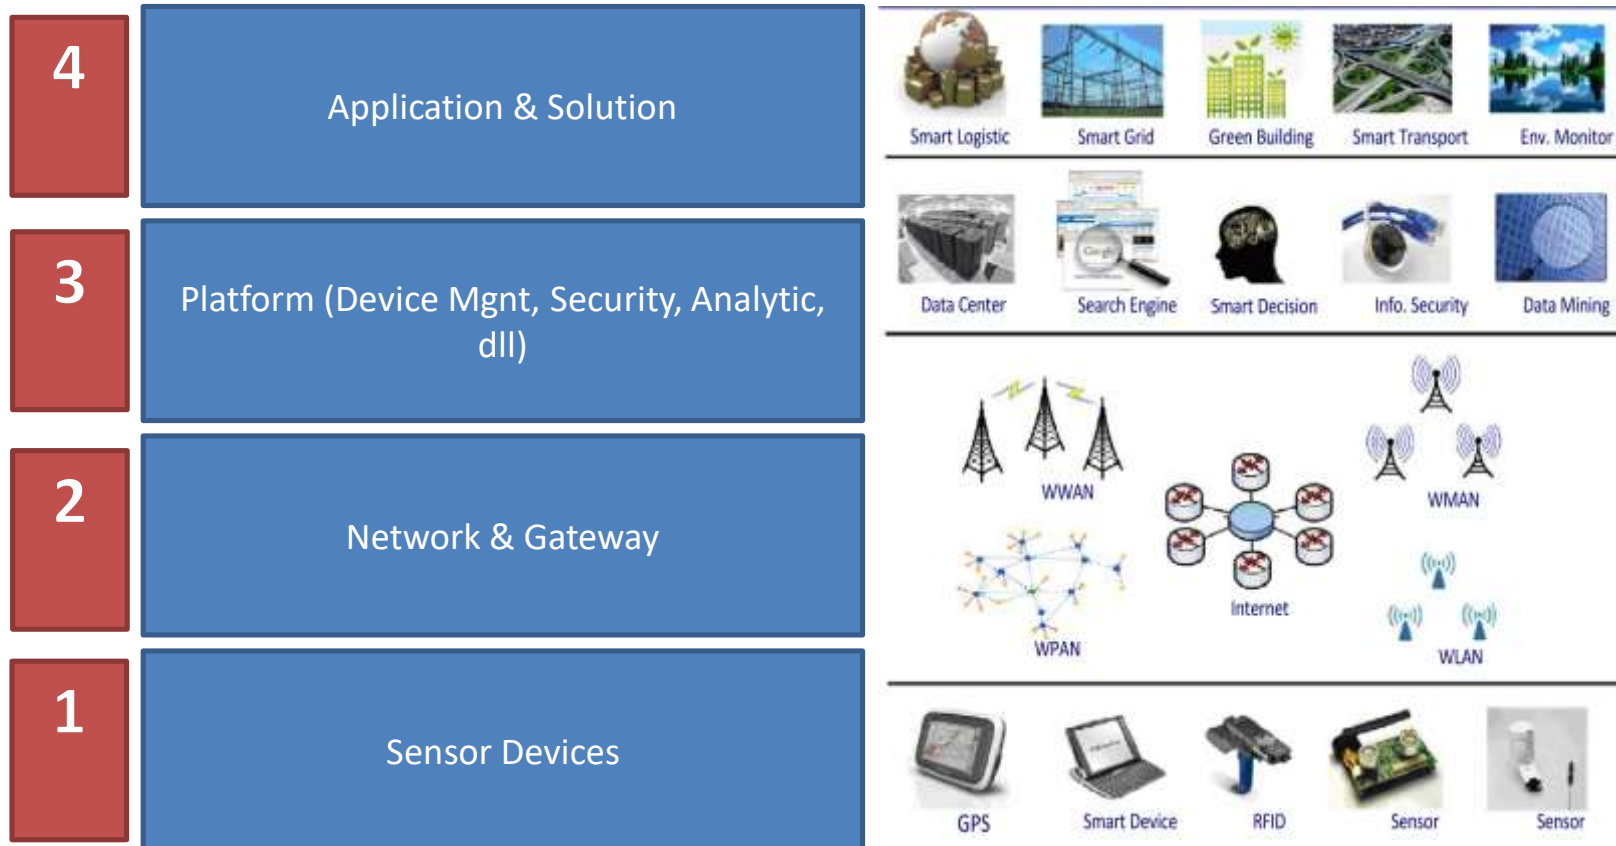 4
Application & Solution
Smart Logistic
Smart Grid
Green Building
Smart Transport
Env. Monitor
3
Platform (Device Mgnt, Security, Analytic,
dll)
Google
Data Center
Search Engine
Smart Decision
Info. Security
Data Mining
2
Network & Gateway
WWAN
WMAN
Internet
WPAN
WLAN
1
Sensor Devices
GPS
Smart Device
RFID
Sensor
Sensor